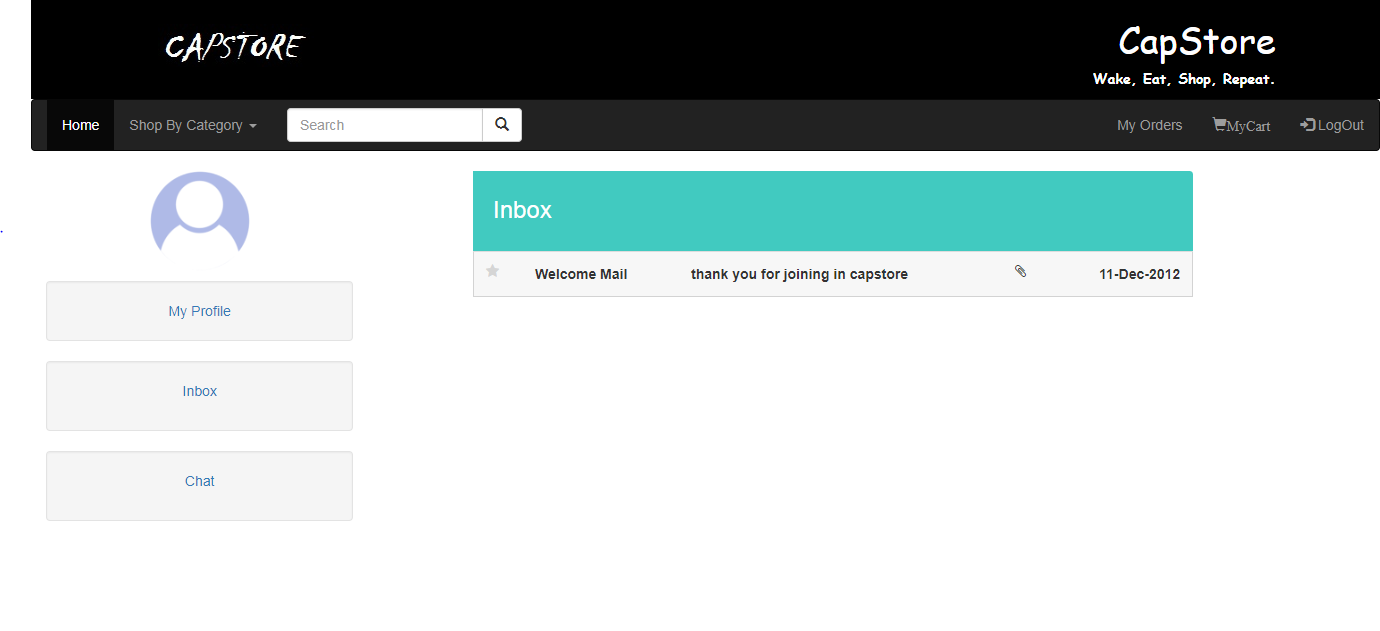 CAPSTORE
CapStore
Wake, Eat, Shop, Repeat.
Home Shop By Category Search My Orders MyCart LogOut
Inbox
Welcome Mail thank you for joining in capstore 11-Dec-2012
My Profile
Inbox
Chat